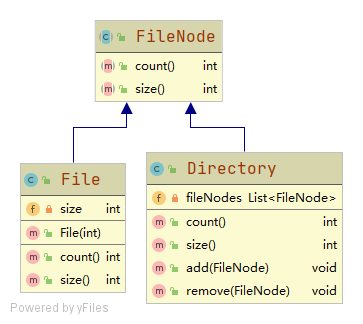 C FileNode
m count() int
m size() int
C File
f size int
m File(int)
m count() int
m size() int
C Directory
f fileNodes List<FileNode>
m count() int
m size() int
m add(FileNode) void
m remove(FileNode) void
Powered by yFiles